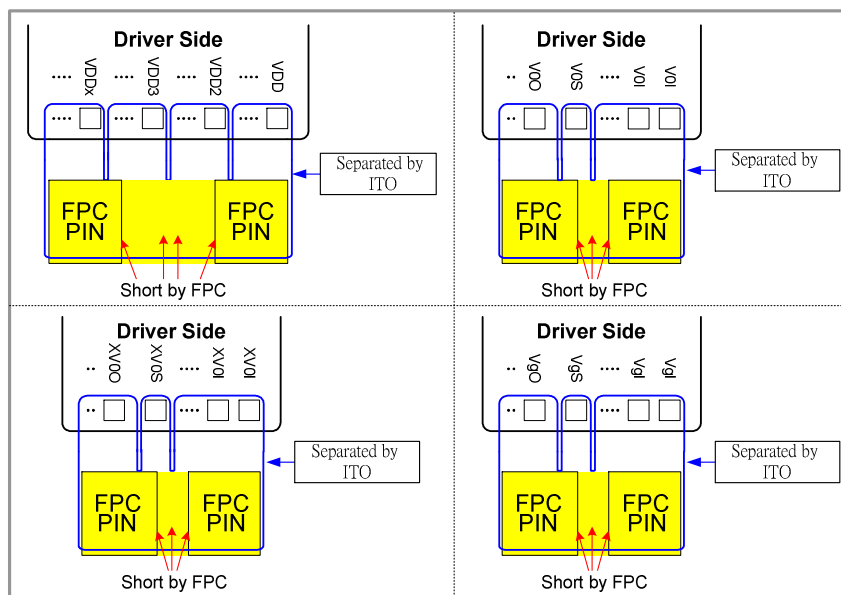 Driver Side
.... VDDx .... VDD3 .... VDD2 .... VDD
.... .... .... ....
Separated by
ITO
FPC
PIN
FPC
PIN
Short by FPC
Driver Side
.. V0O V0S .... V0I V0I
.. ....
Separated by
ITO
FPC
PIN
FPC
PIN
Short by FPC
Driver Side
.. XV0O XV0S .... XV0I XV0I
.. ....
Separated by
ITO
FPC
PIN
FPC
PIN
Short by FPC
Driver Side
.. VgO VgS .... VgI VgI
.. ....
Separated by
ITO
FPC
PIN
FPC
PIN
Short by FPC